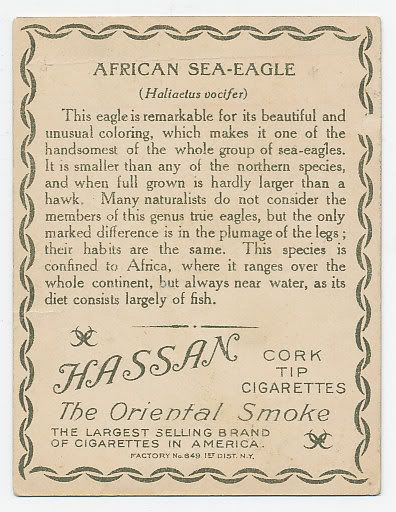 AFRICAN SEA-EAGLE
(Haliaetus vocifer)
This eagle is remarkable for its beautiful and
unusual coloring, which makes it one of the
handsomest of the whole group of sea-eagles.
It is smaller than any of the northern species,
and when full grown is hardly larger than a
hawk. Many naturalists do not consider the
members of this genus true eagles, but the only
marked difference is in the plumage of the legs;
their habits are the same. This species is
confined to Africa, where it ranges over the
whole continent, but always near water, as its
diet consists largely of fish.
HASSAN
CORK
TIP
CIGARETTES
The Oriental Smoke
THE LARGEST SELLING BRAND
OF CIGARETTES IN AMERICA.
FACTORY No. 649 1ST DIST. N.Y.